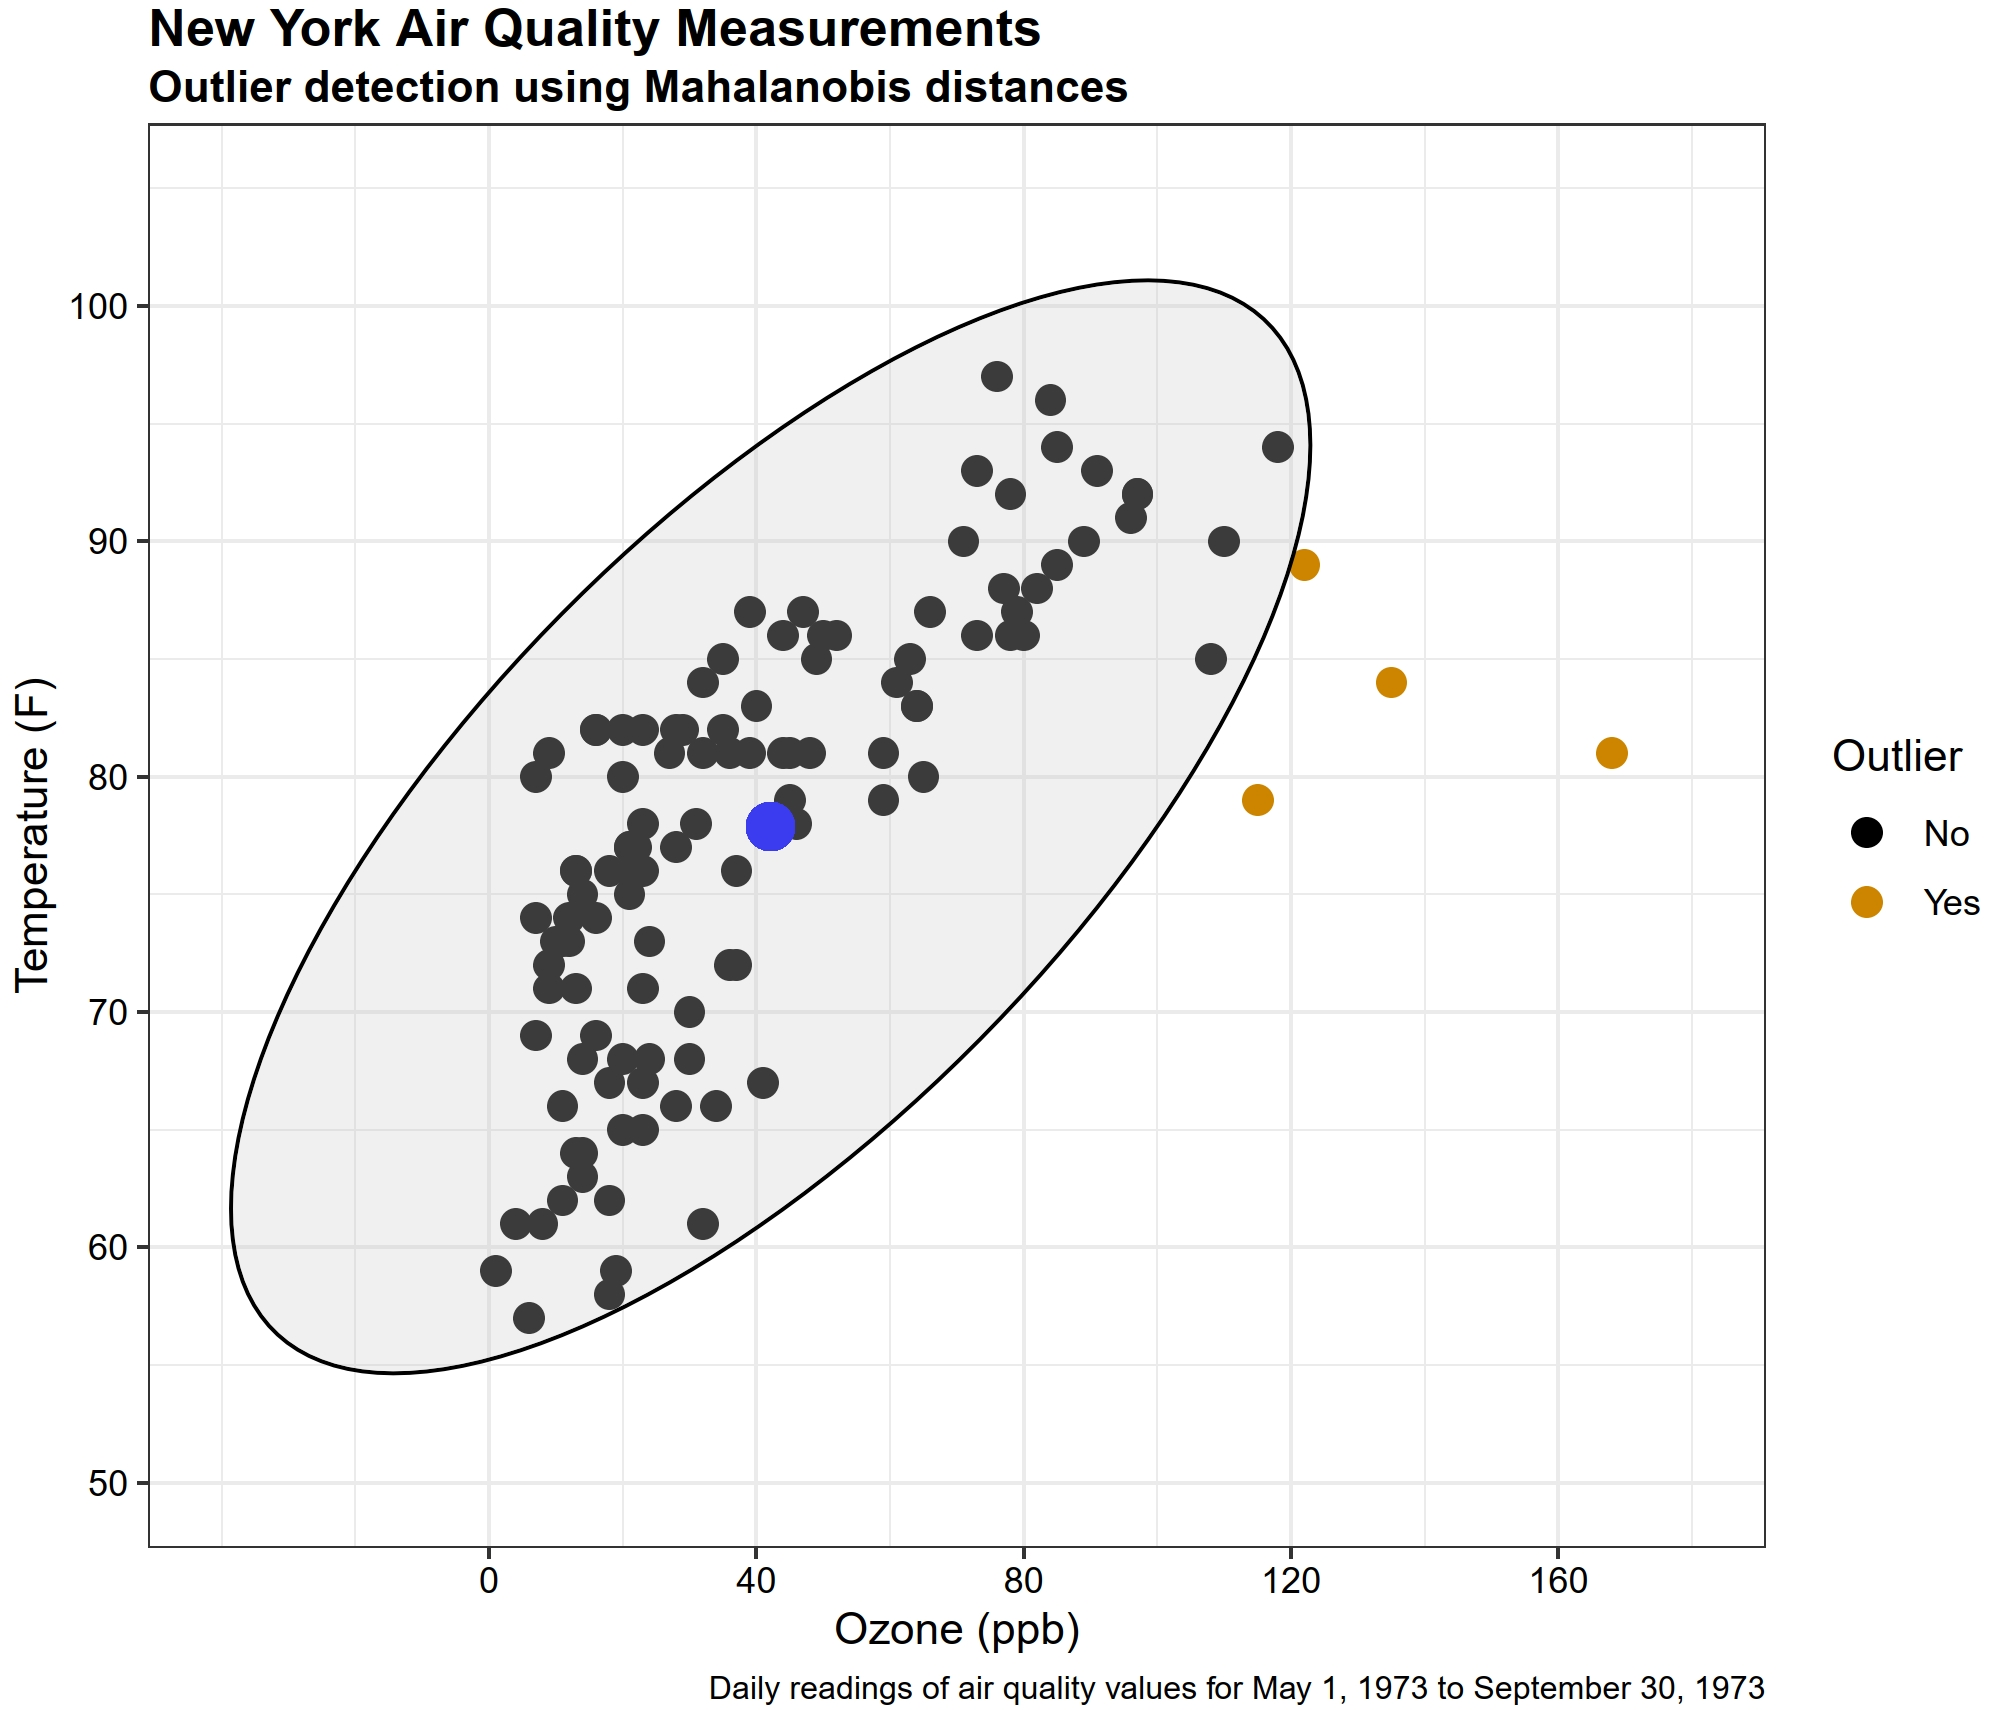 New York Air Quality Measurements
Outlier detection using Mahalanobis distances
Temperature (F)
100
90
80
70
60
50
0 40 80 120 160
Ozone (ppb)
Outlier
No
Yes
Daily readings of air quality values for May 1, 1973 to September 30, 1973